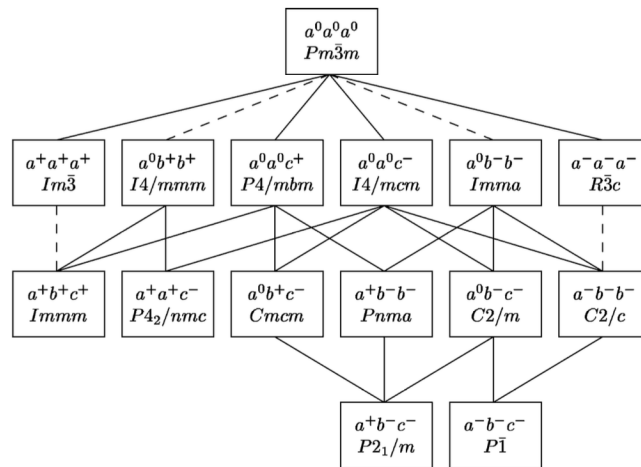 a⁰a⁰a⁰
Pm3̄m
a⁺a⁺a⁺
Im3̄
a⁰b⁺b⁺
I4/mmm
a⁰a⁰c⁺
P4/mbm
a⁰a⁰c⁻
I4/mcm
a⁰b⁻b⁻
Imma
a⁻a⁻a⁻
R3̄c
a⁺b⁺c⁺
Immm
a⁺a⁺c⁻
P4₂/nmc
a⁰b⁺c⁻
Cmcm
a⁺b⁻b⁻
Pnma
a⁰b⁻c⁻
C2/m
a⁻b⁻b⁻
C2/c
a⁺b⁻c⁻
P2₁/m
a⁻b⁻c⁻
P1̄